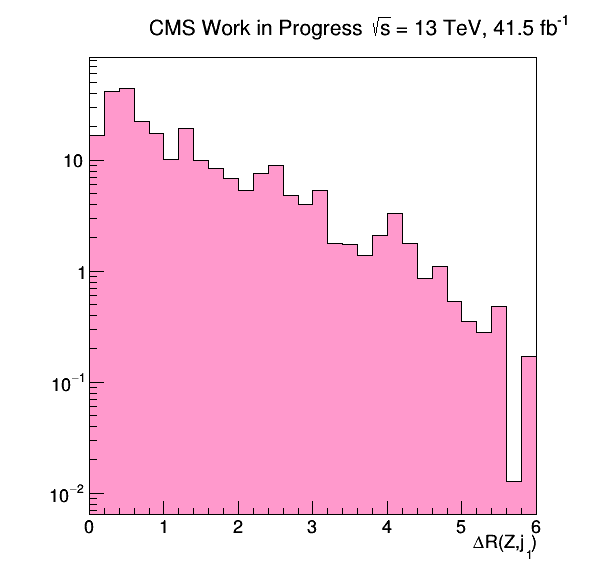 CMS Work in Progress √s = 13 TeV, 41.5 fb⁻¹
10
1
10⁻¹
10⁻²
0 1 2 3 4 5 6
ΔR(Z,j₁)